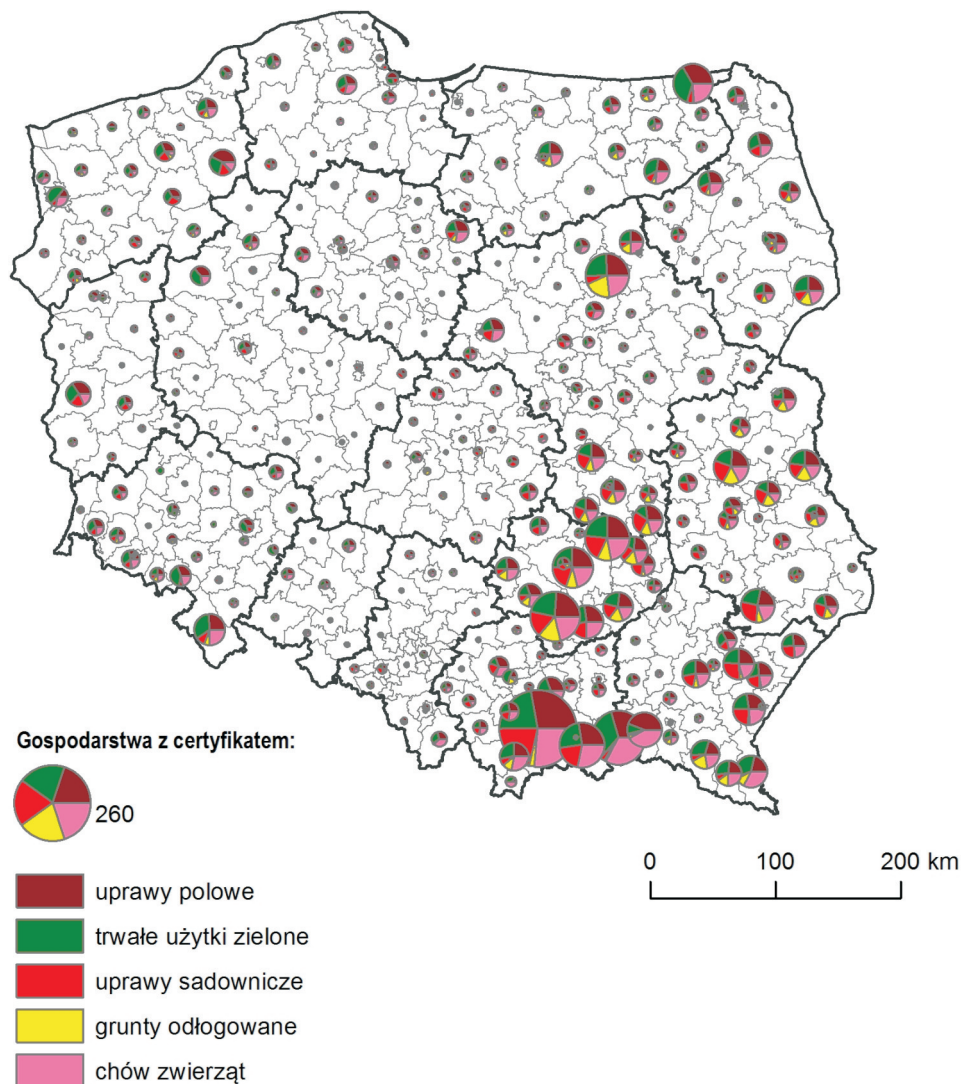 Gospodarstwa z certyfikatem:
260
0 100 200 km
uprawy polowe
trwałe użytki zielone
uprawy sadownicze
grunty odłogowane
chów zwierząt